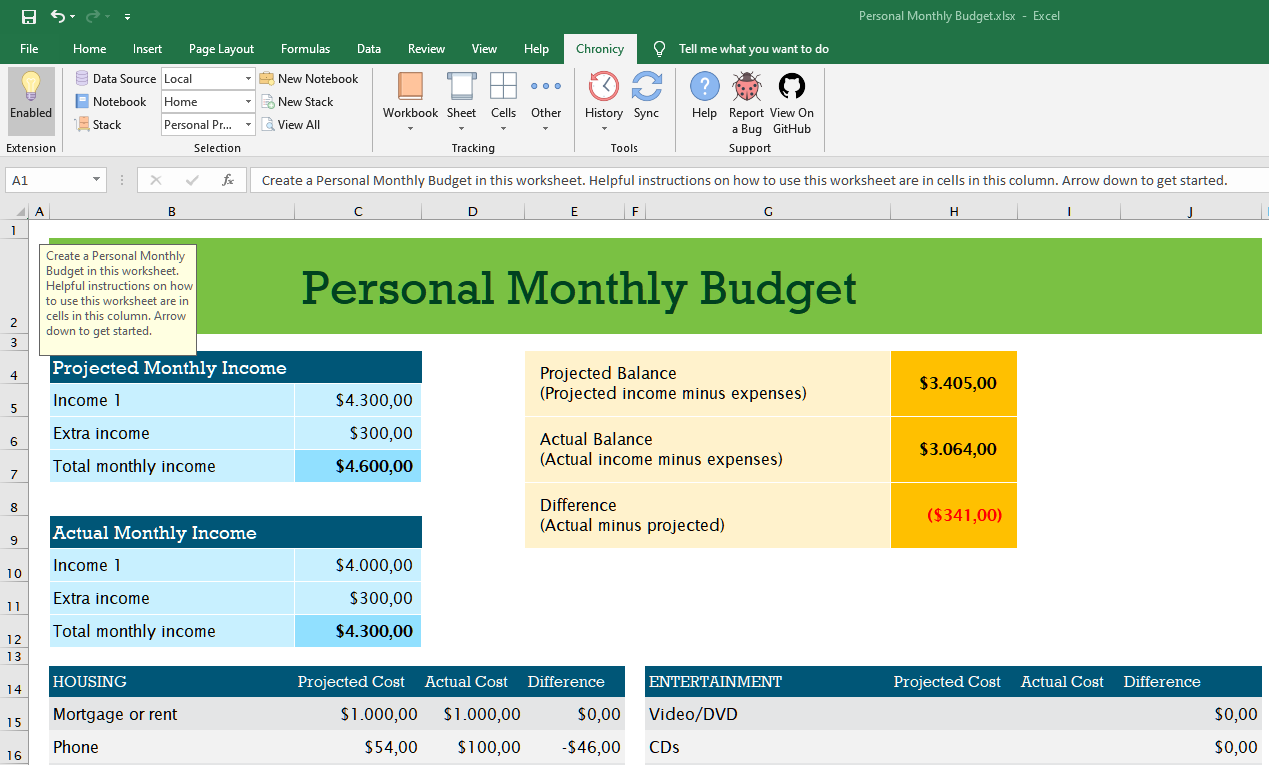 Personal Monthly Budget.xlsx - Excel
File Home Insert Page Layout Formulas Data Review View Help Chronicy Tell me what you want to do
Enabled
Extension
Data Source Local
Notebook Home
Stack Personal Pr...
New Notebook
New Stack
View All
Selection
Workbook Sheet Cells Other
Tracking
History Sync
Tools
Help
Report
a Bug
View On
GitHub
Support
A1 fx Create a Personal Monthly Budget in this worksheet. Helpful instructions on how to use this worksheet are in cells in this column. Arrow down to get started.
A B C D E F G H I J
1
2
3
4
5
6
7
8
9
10
11
12
13
14
15
16
Create a Personal Monthly
Budget in this worksheet.
Helpful instructions on how
to use this worksheet are in
cells in this column. Arrow
down to get started.
Personal Monthly Budget
Projected Monthly Income
Income 1 $4.300,00
Extra income $300,00
Total monthly income $4.600,00
Projected Balance
(Projected income minus expenses) $3.405,00
Actual Balance
(Actual income minus expenses) $3.064,00
Difference
(Actual minus projected) ($341,00)
Actual Monthly Income
Income 1 $4.000,00
Extra income $300,00
Total monthly income $4.300,00
HOUSING Projected Cost Actual Cost Difference
Mortgage or rent $1.000,00 $1.000,00 $0,00
Phone $54,00 $100,00 -$46,00
ENTERTAINMENT Projected Cost Actual Cost Difference
Video/DVD $0,00
CDs $0,00